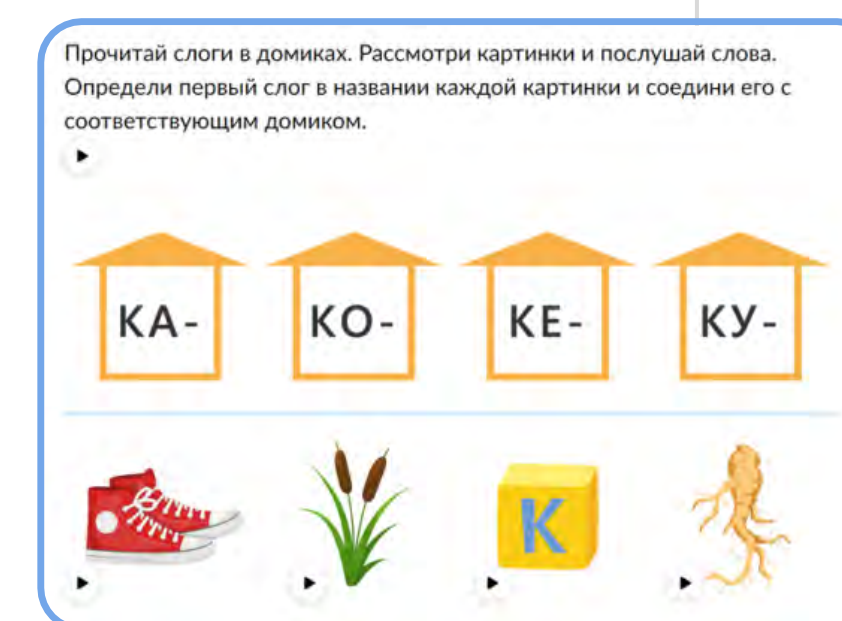 Прочитай слоги в домиках. Рассмотри картинки и послушай слова.
Определи первый слог в названии каждой картинки и соедини его с
соответствующим домиком.
КА-
КО-
КЕ-
КУ-
К